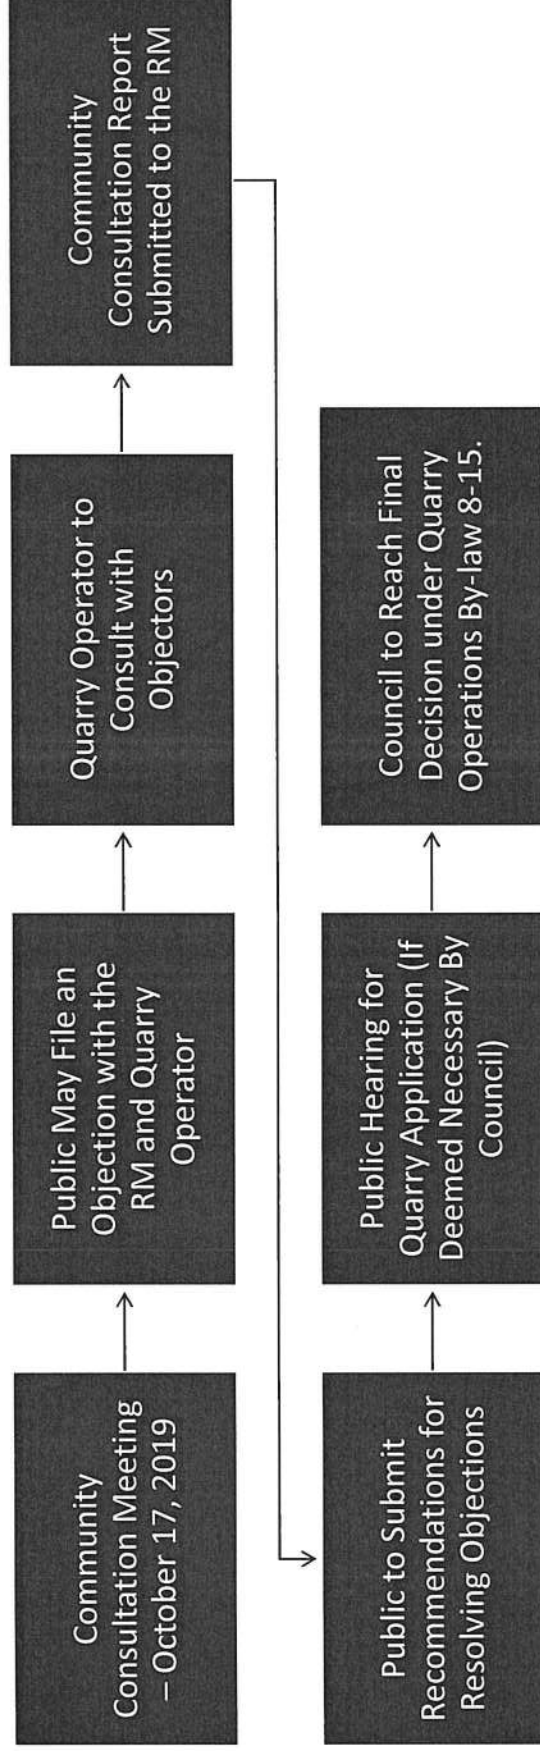 Community
Consultation Meeting
– October 17, 2019
Public May File an
Objection with the
RM and Quarry
Operator
Quarry Operator to
Consult with
Objectors
Community
Consultation Report
Submitted to the RM
Public to Submit
Recommendations for
Resolving Objections
Public Hearing for
Quarry Application (If
Deemed Necessary By
Council)
Council to Reach Final
Decision under Quarry
Operations By-law 8-15.